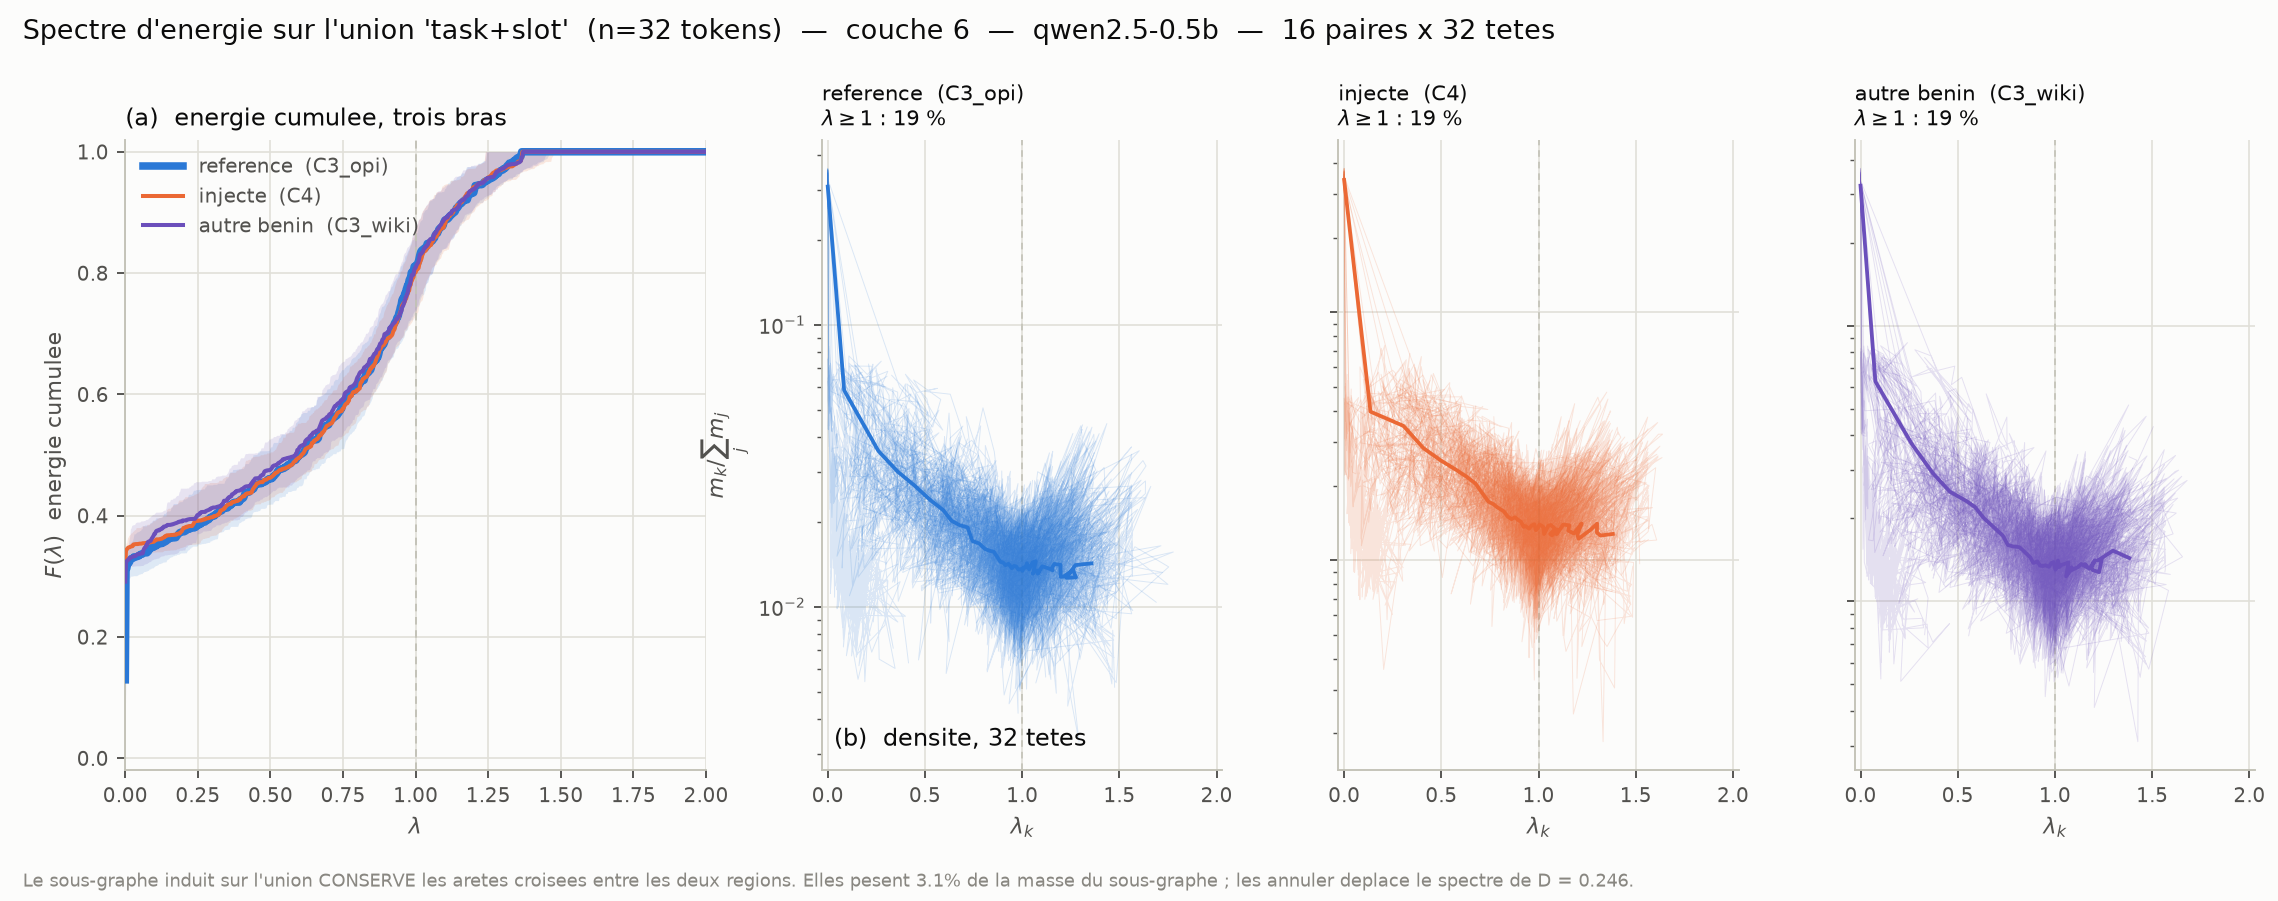 Spectre d'energie sur l'union 'task+slot'  (n=32 tokens)  —  couche 6  —  qwen2.5-0.5b  —  16 paires x 32 tetes
(a)  energie cumulee, trois bras
reference  (C3_opi)
injecte  (C4)
autre benin  (C3_wiki)
F(λ)  energie cumulee
1.0
0.8
0.6
0.4
0.2
0.0
0.00 0.25 0.50 0.75 1.00 1.25 1.50 1.75 2.00
λ
reference  (C3_opi)
λ ≥ 1 : 19 %
m_k/∑_j m_j
10⁻¹
10⁻²
(b)  densite, 32 tetes
0.0 0.5 1.0 1.5 2.0
λ_k
injecte  (C4)
λ ≥ 1 : 19 %
0.0 0.5 1.0 1.5 2.0
λ_k
autre benin  (C3_wiki)
λ ≥ 1 : 19 %
0.0 0.5 1.0 1.5 2.0
λ_k
Le sous-graphe induit sur l'union CONSERVE les aretes croisees entre les deux regions. Elles pesent 3.1% de la masse du sous-graphe ; les annuler deplace le spectre de D = 0.246.